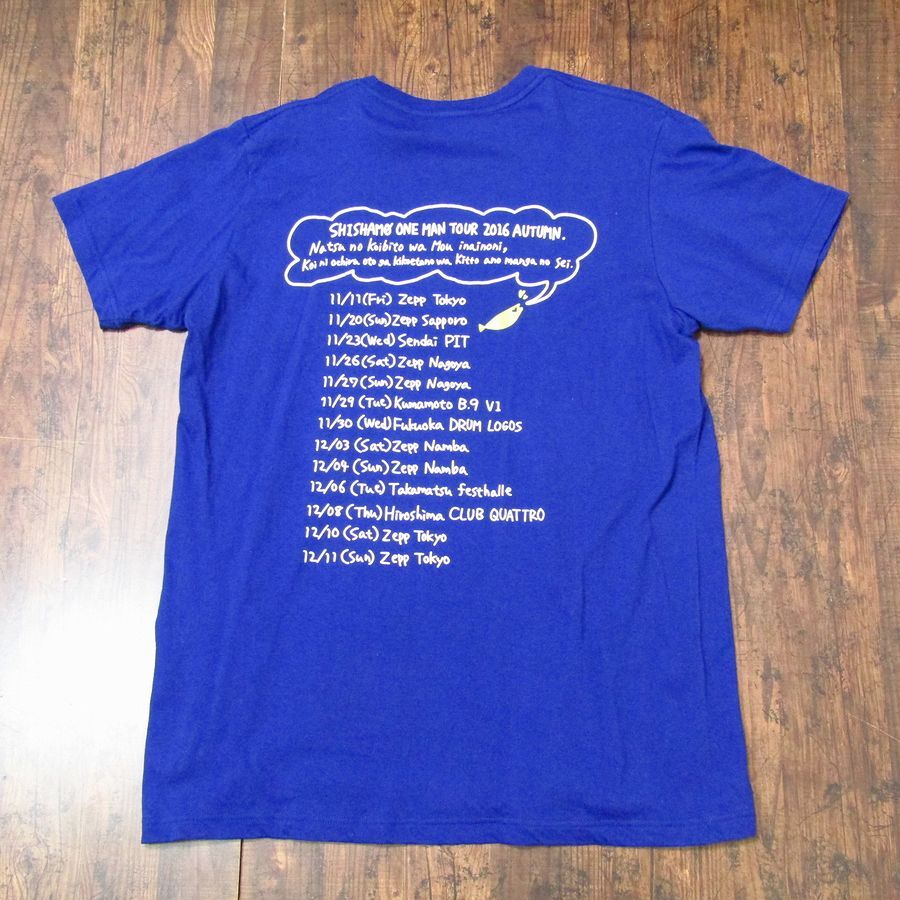 SHISHAMO ONE MAN TOUR 2016 AUTUMN.
Natsu no Koibito wa Mou inainoni,
Koi ni ochiru oto ga kikoetano wa Kitto ano manga no Sei.
11/11(Fri) Zepp Tokyo
11/20(Sun)Zepp Sapporo
11/23(Wed) Sendai PIT
11/26(Sat) Zepp Nagoya
11/27(Sun) Zepp Nagoya
11/29 (Tue) Kumamoto B.9 V1
11/30 (Wed) Fukuoka DRUM LOGOS
12/03 (Sat) Zepp Namba
12/04 (Sun) Zepp Namba
12/06 (Tue) Takamatsu festhalle
12/08 (Thu) Hiroshima CLUB QUATTRO
12/10 (Sat) Zepp Tokyo
12/11 (Sun) Zepp Tokyo